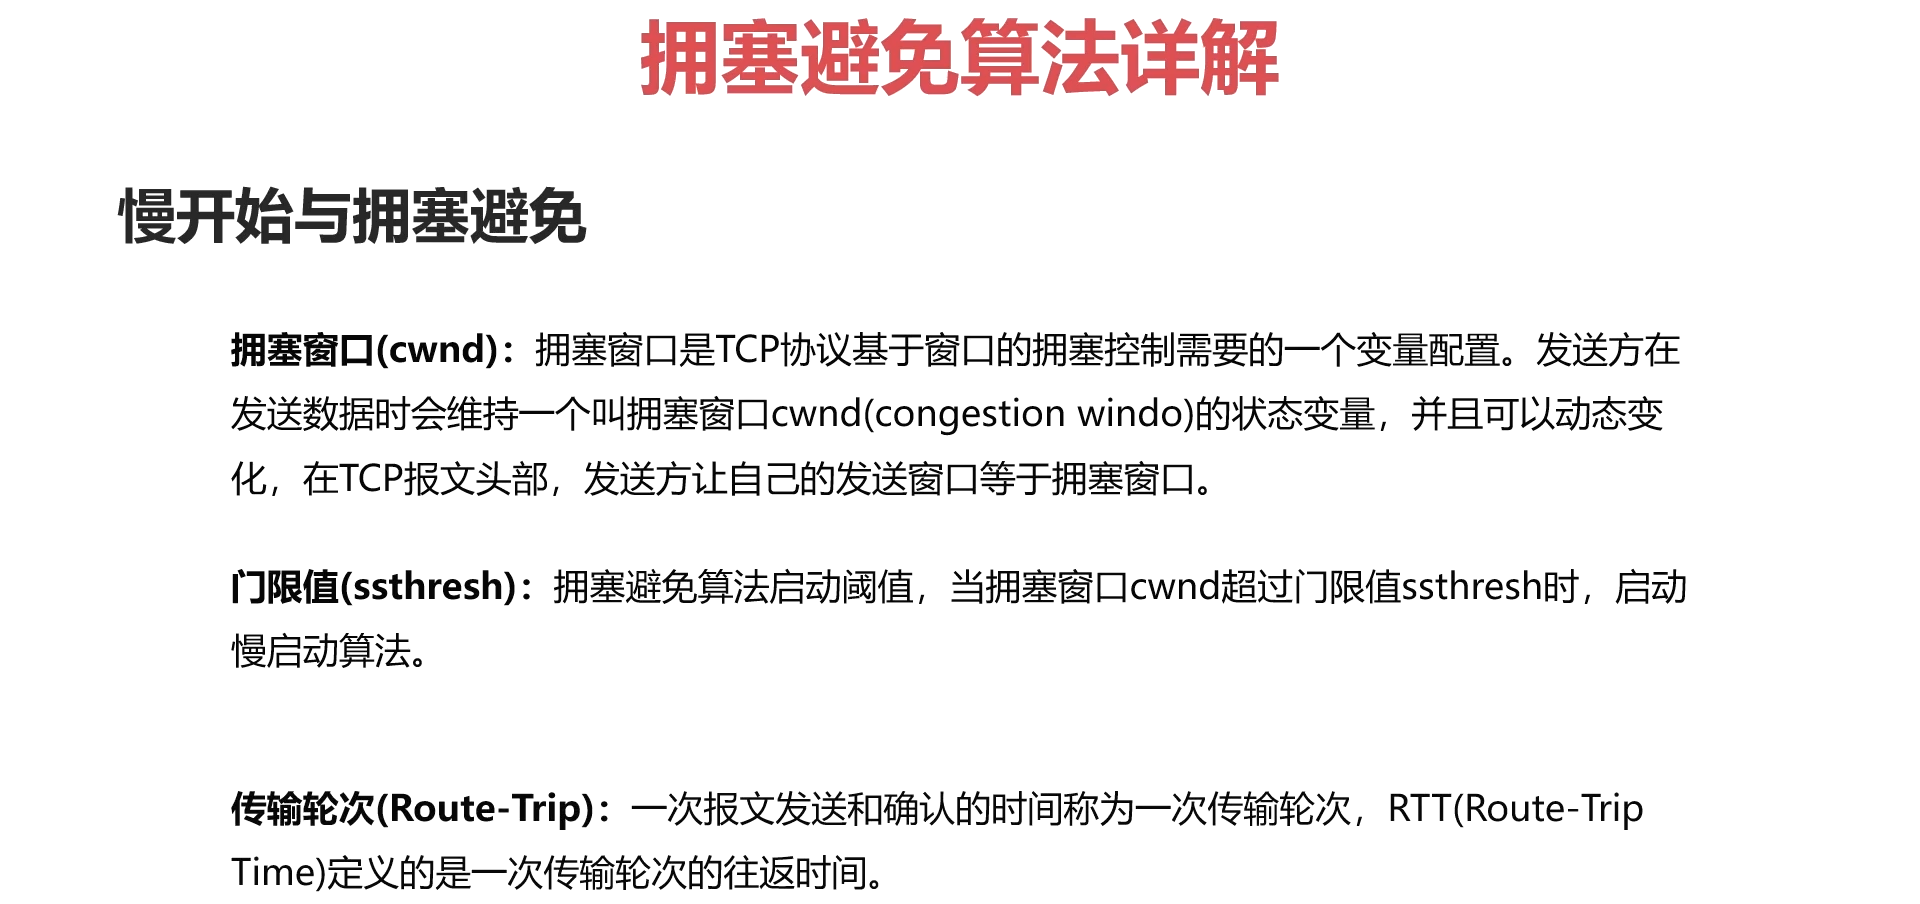 拥塞避免算法详解
慢开始与拥塞避免
拥塞窗口(cwnd)：拥塞窗口是TCP协议基于窗口的拥塞控制需要的一个变量配置。发送方在
发送数据时会维持一个叫拥塞窗口cwnd(congestion windo)的状态变量，并且可以动态变
化，在TCP报文头部，发送方让自己的发送窗口等于拥塞窗口。
门限值(ssthresh)：拥塞避免算法启动阈值，当拥塞窗口cwnd超过门限值ssthresh时，启动
慢启动算法。
传输轮次(Route-Trip)：一次报文发送和确认的时间称为一次传输轮次，RTT(Route-Trip
Time)定义的是一次传输轮次的往返时间。